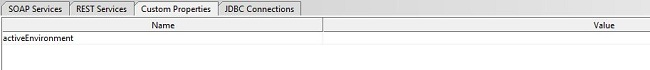 SOAP Services REST Services Custom Properties JDBC Connections
Name Value
activeEnvironment